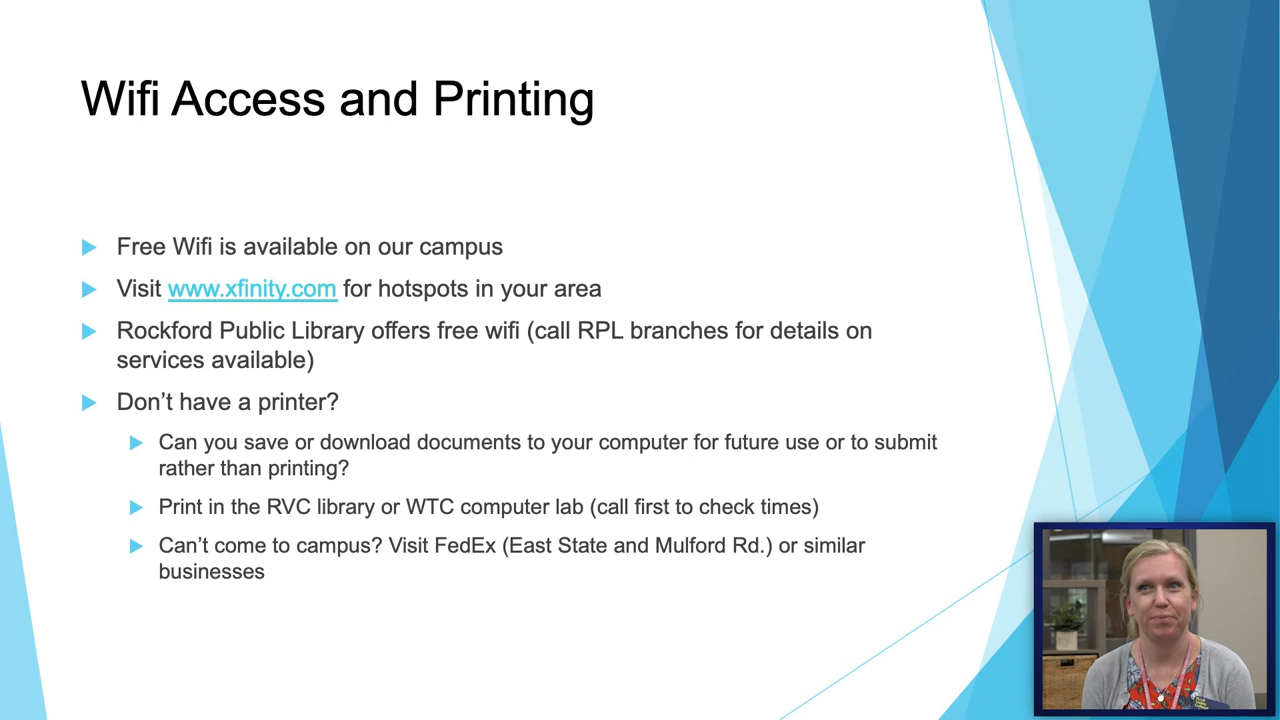 Wifi Access and Printing
Free Wifi is available on our campus
Visit www.xfinity.com for hotspots in your area
Rockford Public Library offers free wifi (call RPL branches for details on
services available)
Don’t have a printer?
Can you save or download documents to your computer for future use or to submit
rather than printing?
Print in the RVC library or WTC computer lab (call first to check times)
Can’t come to campus? Visit FedEx (East State and Mulford Rd.) or similar
businesses